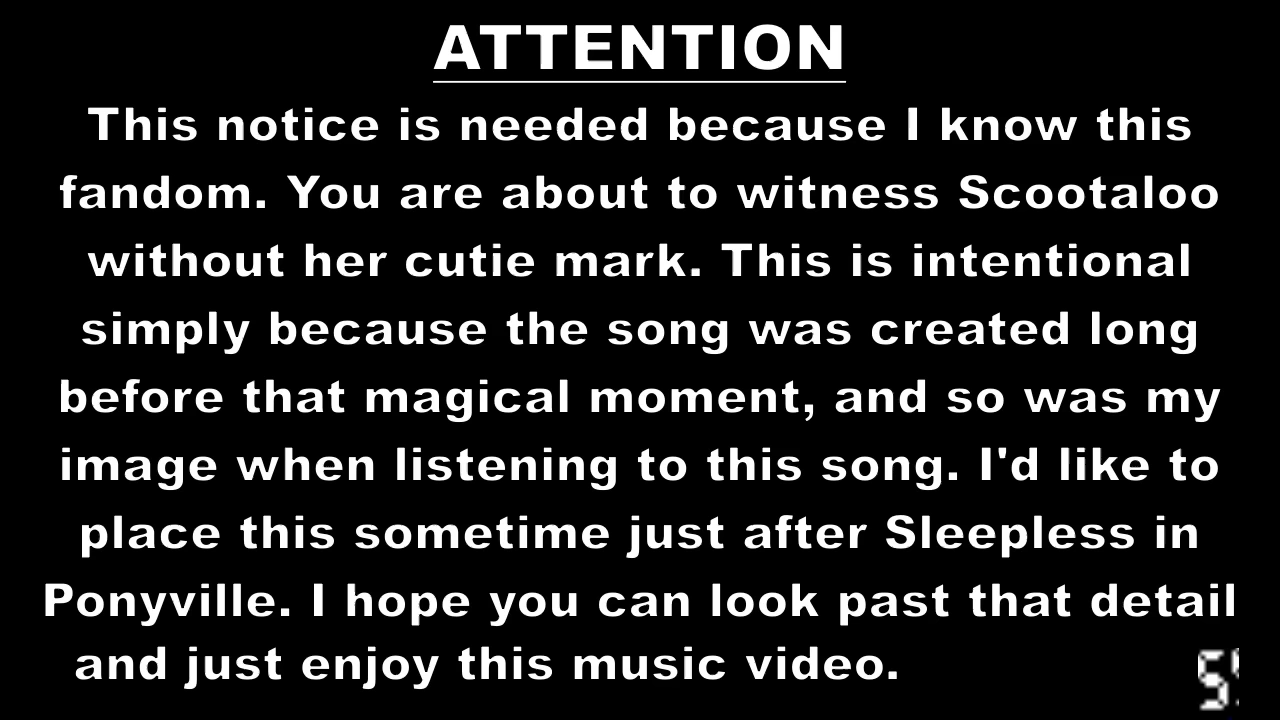 ATTENTION
This notice is needed because I know this
fandom. You are about to witness Scootaloo
without her cutie mark. This is intentional
simply because the song was created long
before that magical moment, and so was my
image when listening to this song. I'd like to
place this sometime just after Sleepless in
Ponyville. I hope you can look past that detail
and just enjoy this music video.